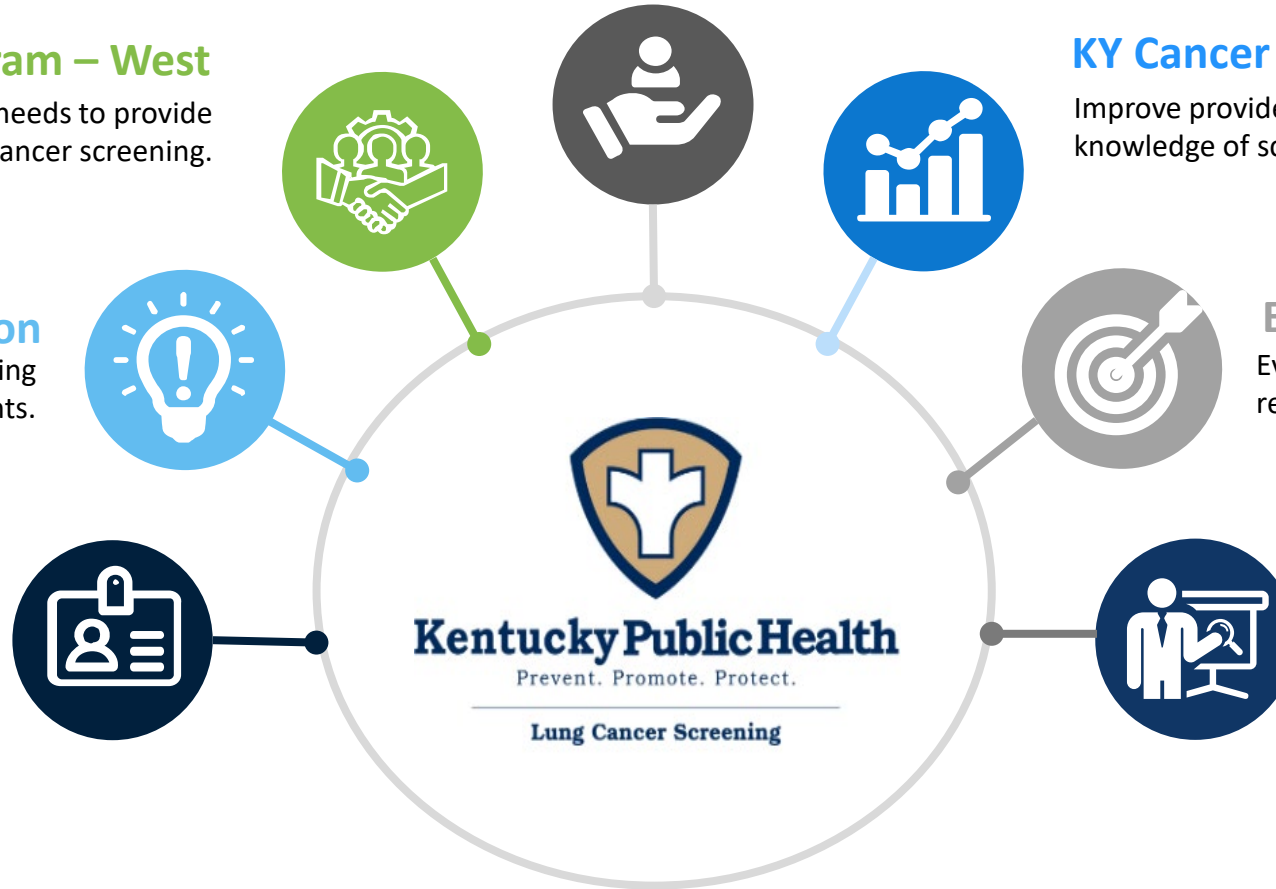 ram – West
needs to provide
ancer screening.
KY Cancer
Improve provide
knowledge of sc
on
ing
nts.
E
Ev
re
Kentucky Public Health
Prevent. Promote. Protect.
Lung Cancer Screening